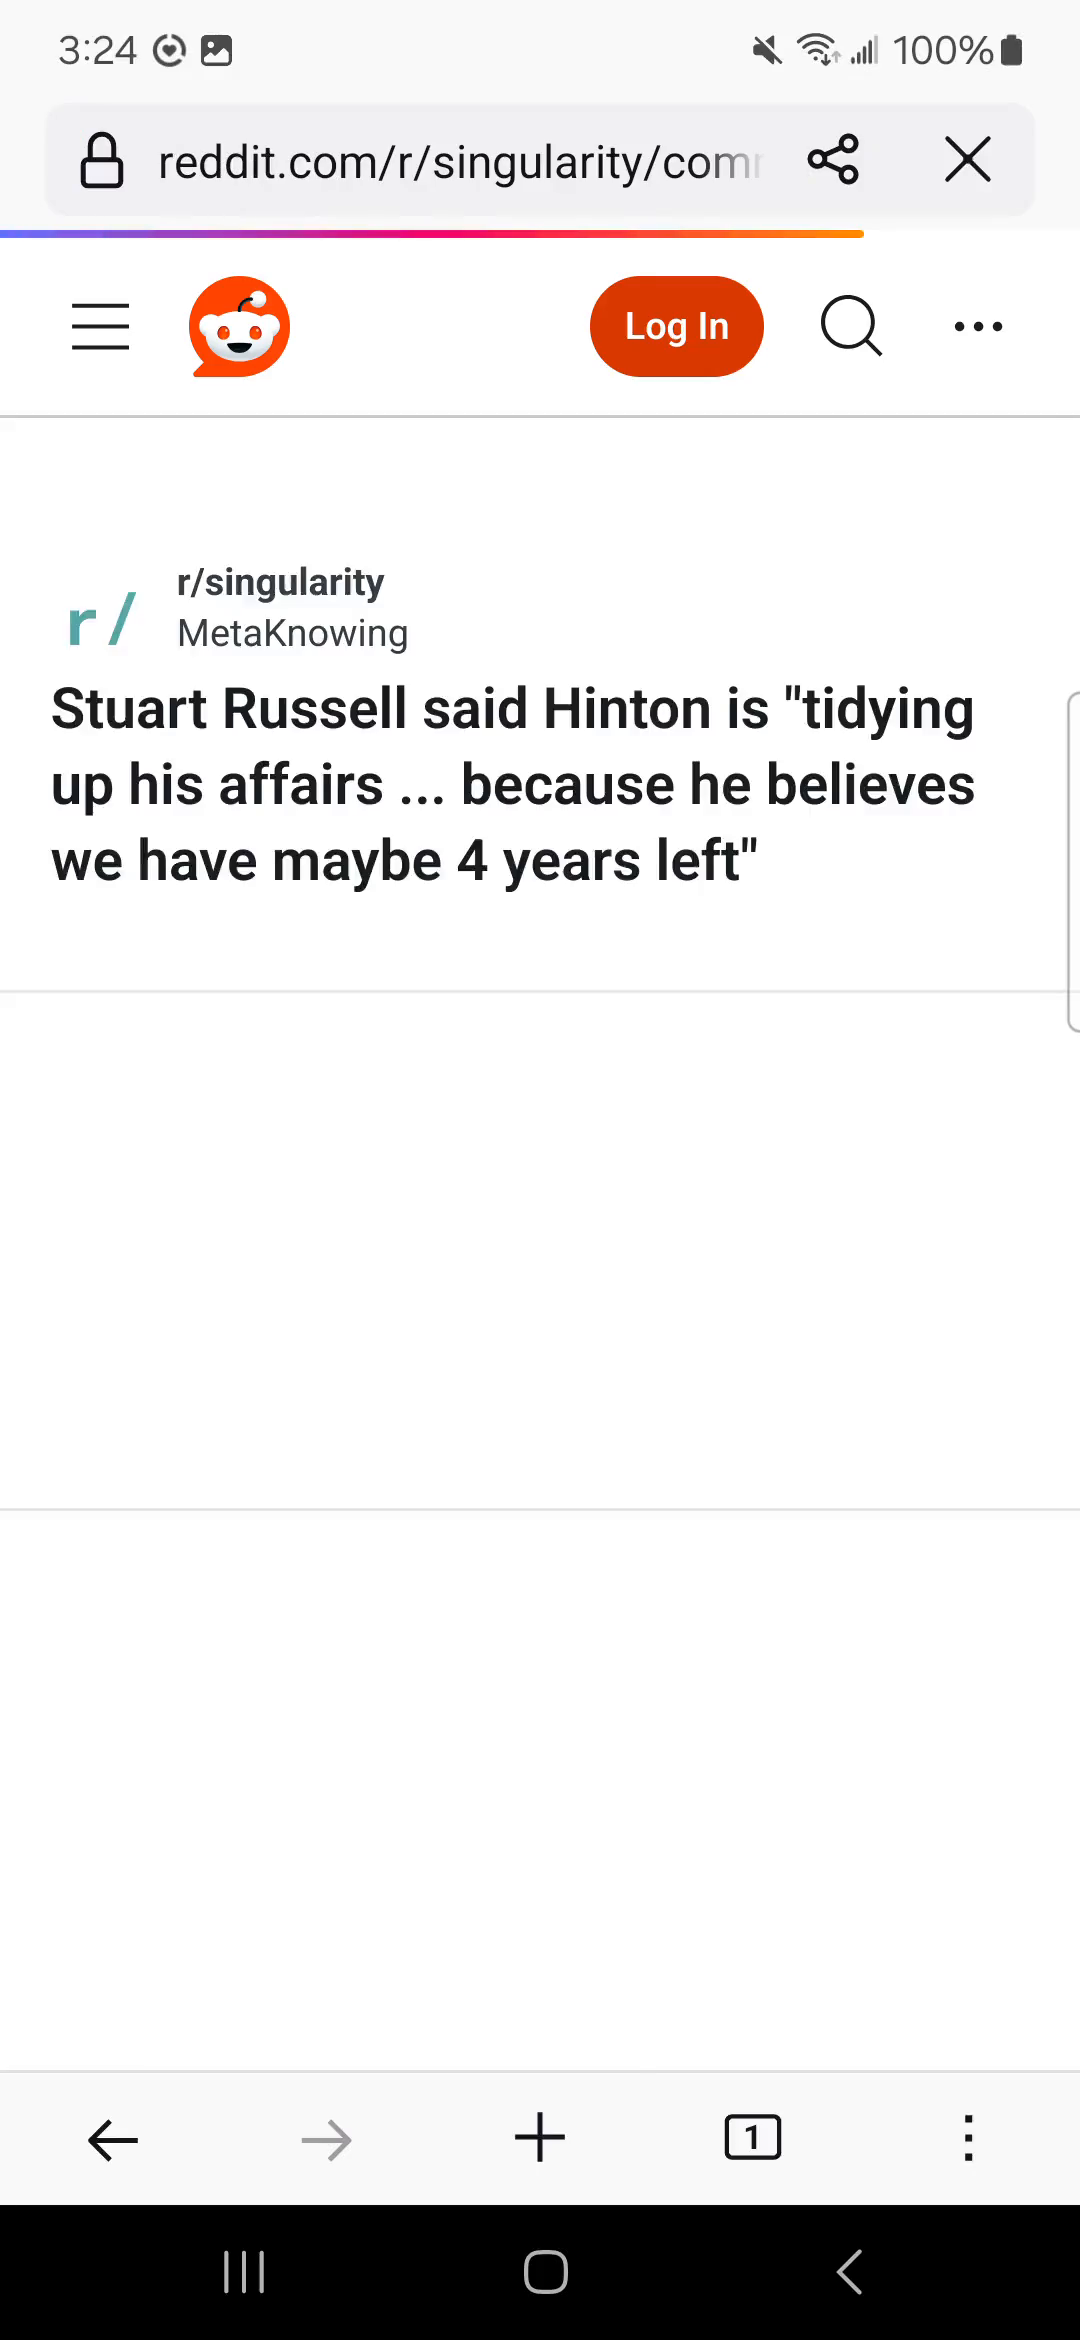 3:24
100%
reddit.com/r/singularity/com
Log In
r/
r/singularity
MetaKnowing
Stuart Russell said Hinton is "tidying
up his affairs ... because he believes
we have maybe 4 years left"
1